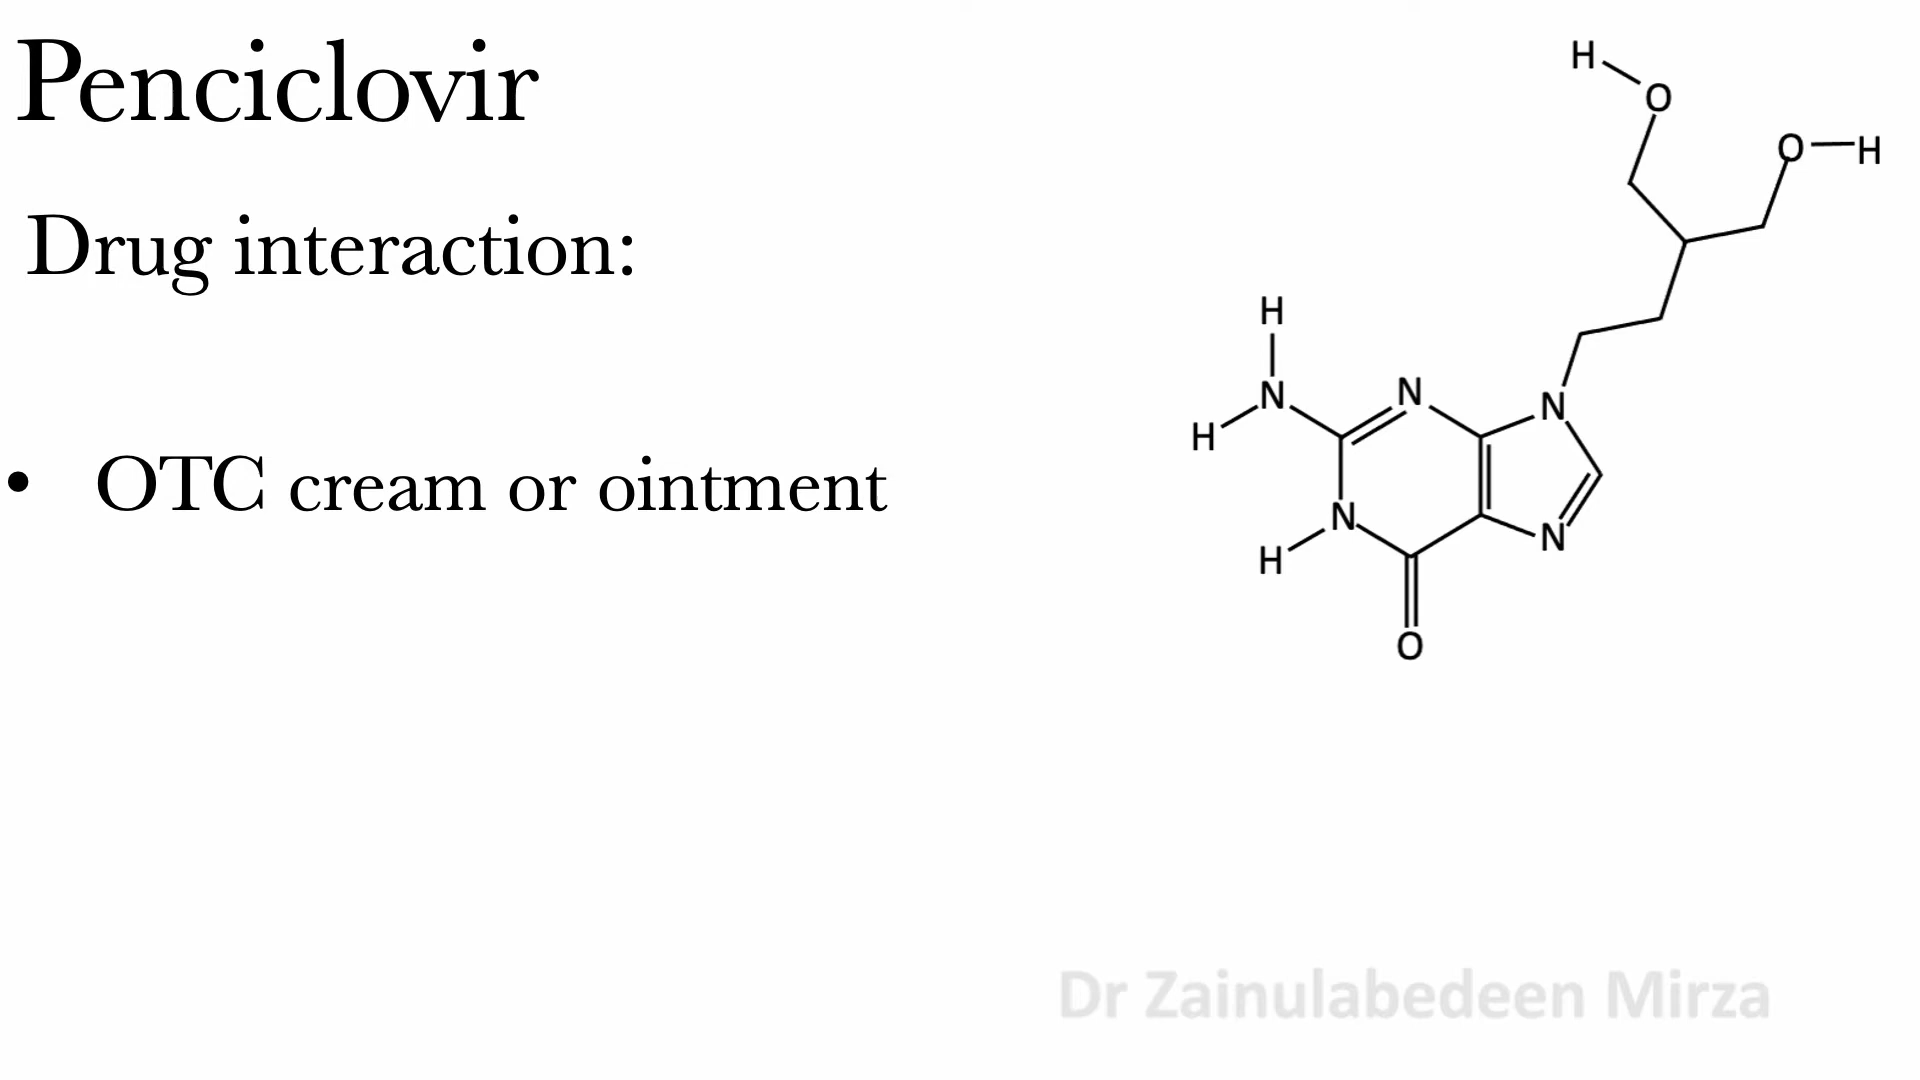 Penciclovir
Drug interaction:
• OTC cream or ointment
H
O
O
H
H
N
N
N
H
N
N
H
O
Dr Zainulabedeen Mirza